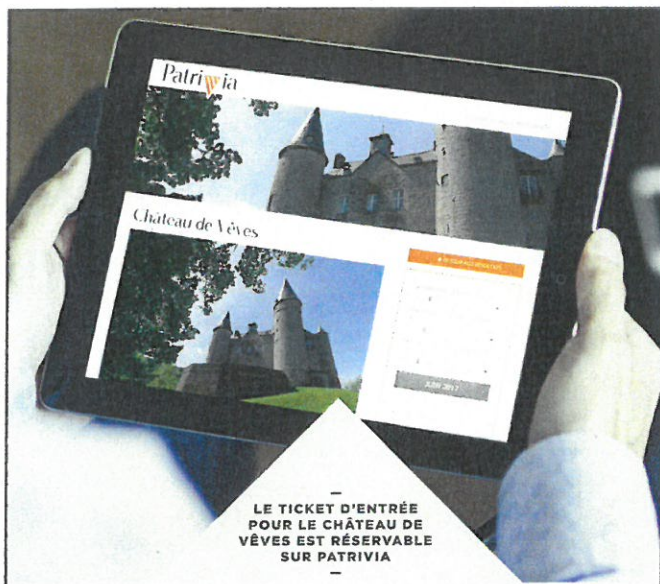 Patrivia
Château de Vêves
LE TICKET D'ENTRÉE
POUR LE CHÂTEAU DE
VÊVES EST RÉSERVABLE
SUR PATRIVIA